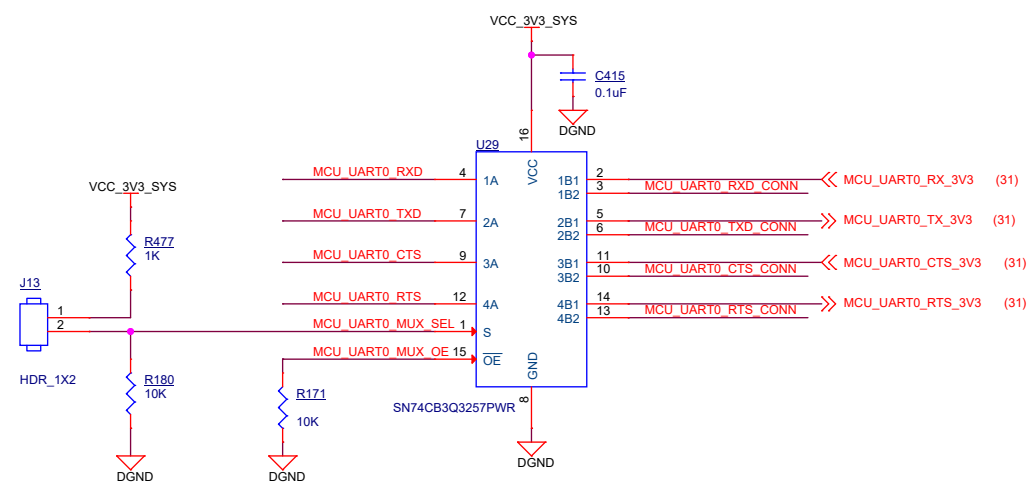 VCC_3V3_SYS
C415
0.1uF
DGND
16
U29
VCC
MCU_UART0_RXD 4 1A
1B1 2 MCU_UART0_RX_3V3 (31)
1B2 3 MCU_UART0_RXD_CONN
VCC_3V3_SYS
MCU_UART0_TXD 7 2A
2B1 5 MCU_UART0_TX_3V3 (31)
2B2 6 MCU_UART0_TXD_CONN
R477
1K
MCU_UART0_CTS 9 3A
3B1 11 MCU_UART0_CTS_3V3 (31)
3B2 10 MCU_UART0_CTS_CONN
J13
1
2
HDR_1X2
MCU_UART0_RTS 12 4A
4B1 14 MCU_UART0_RTS_3V3 (31)
4B2 13 MCU_UART0_RTS_CONN
MCU_UART0_MUX_SEL 1 S
MCU_UART0_MUX_OE 15 OE
GND
8
R180
10K
R171
10K
SN74CB3Q3257PWR
DGND
DGND
DGND